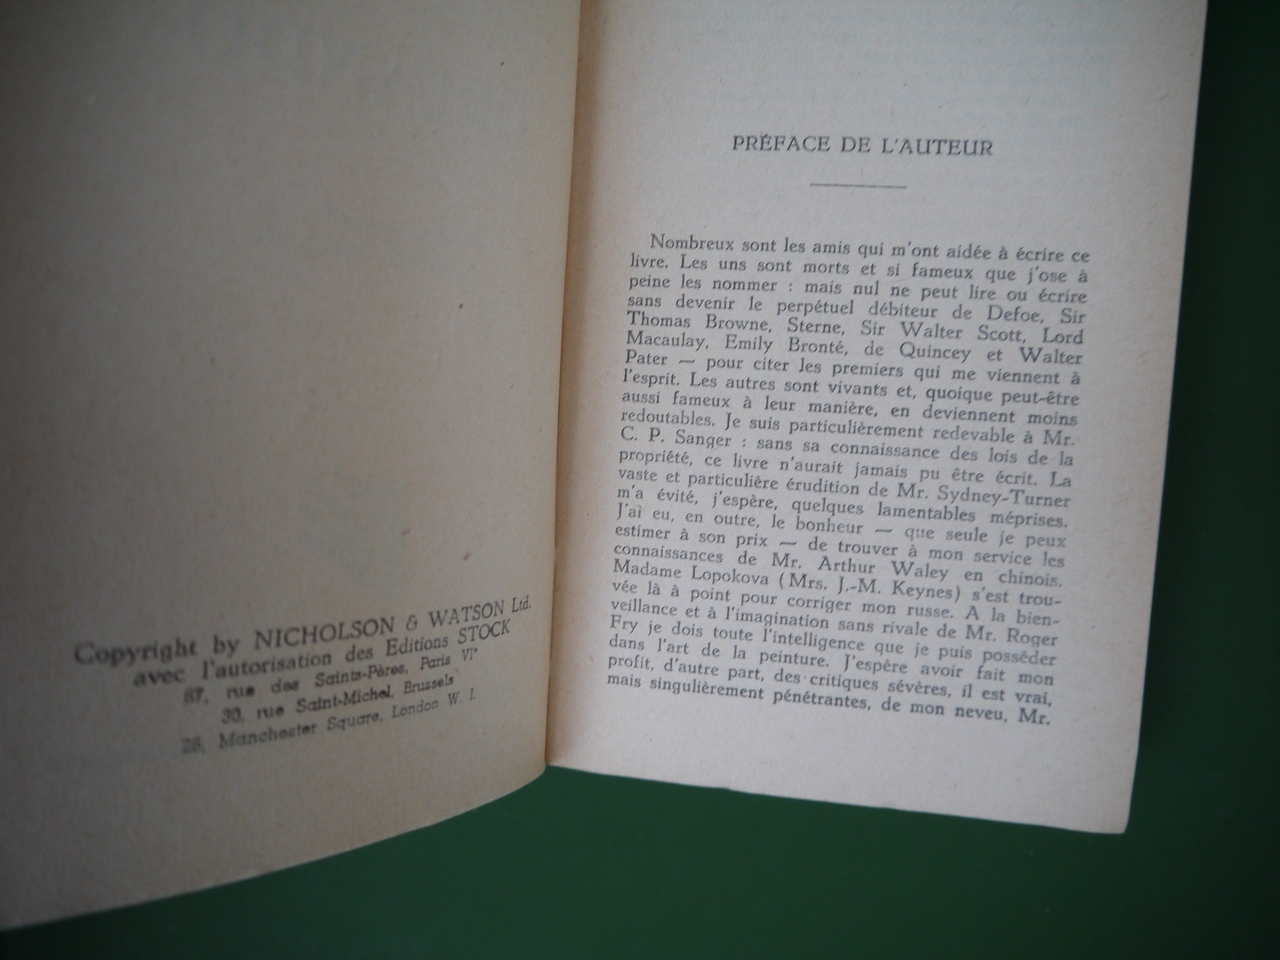 Copyright by NICHOLSON & WATSON Ltd.
avec l'autorisation des Editions STOCK
67, rue des Saints-Pères, Paris VIe
30, rue Saint-Michel, Brussels
26, Manchester Square, London W. 1.
PRÉFACE DE L'AUTEUR
Nombreux sont les amis qui m'ont aidée à écrire ce
livre. Les uns sont morts et si fameux que j'ose à
peine les nommer : mais nul ne peut lire ou écrire
sans devenir le perpétuel débiteur de Defoe, Sir
Thomas Browne, Sterne, Sir Walter Scott, Lord
Macaulay, Emily Bronté, de Quincey et Walter
Pater — pour citer les premiers qui me viennent à
l'esprit. Les autres sont vivants et, quoique peut-être
aussi fameux à leur manière, en deviennent moins
redoutables. Je suis particulièrement redevable à Mr.
C. P. Sanger : sans sa connaissance des lois de la
propriété, ce livre n'aurait jamais pu être écrit. La
vaste et particulière érudition de Mr. Sydney-Turner
m'a évité, j'espère, quelques lamentables méprises.
J'ai eu, en outre, le bonheur — que seule je peux
estimer à son prix — de trouver à mon service les
connaissances de Mr. Arthur Waley en chinois.
Madame Lopokova (Mrs. J.-M. Keynes) s'est trou-
vée là à point pour corriger mon russe. A la bien-
veillance et à l'imagination sans rivale de Mr. Roger
Fry je dois toute l'intelligence que je puis posséder
dans l'art de la peinture. J'espère avoir fait mon
profit, d'autre part, des critiques sévères, il est vrai,
mais singulièrement pénétrantes, de mon neveu, Mr.